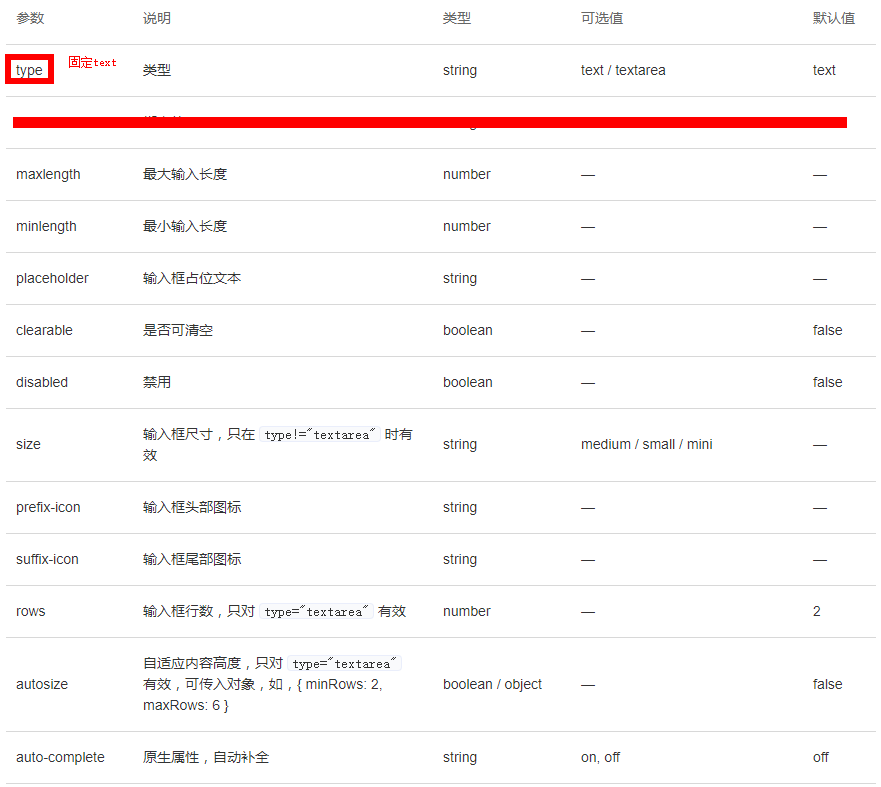 参数 说明 类型 可选值 默认值
type 固定text 类型 string text / textarea text
maxlength 最大输入长度 number — —
minlength 最小输入长度 number — —
placeholder 输入框占位文本 string — —
clearable 是否可清空 boolean — false
disabled 禁用 boolean — false
输入框尺寸，只在 type!="textarea" 时有
size 效 string medium / small / mini —
prefix-icon 输入框头部图标 string — —
suffix-icon 输入框尾部图标 string — —
rows 输入框行数，只对 type="textarea" 有效 number — 2
自适应内容高度，只对 type="textarea"
autosize 有效，可传入对象，如，{ minRows: 2, boolean / object — false
maxRows: 6 }
auto-complete 原生属性，自动补全 string on, off off